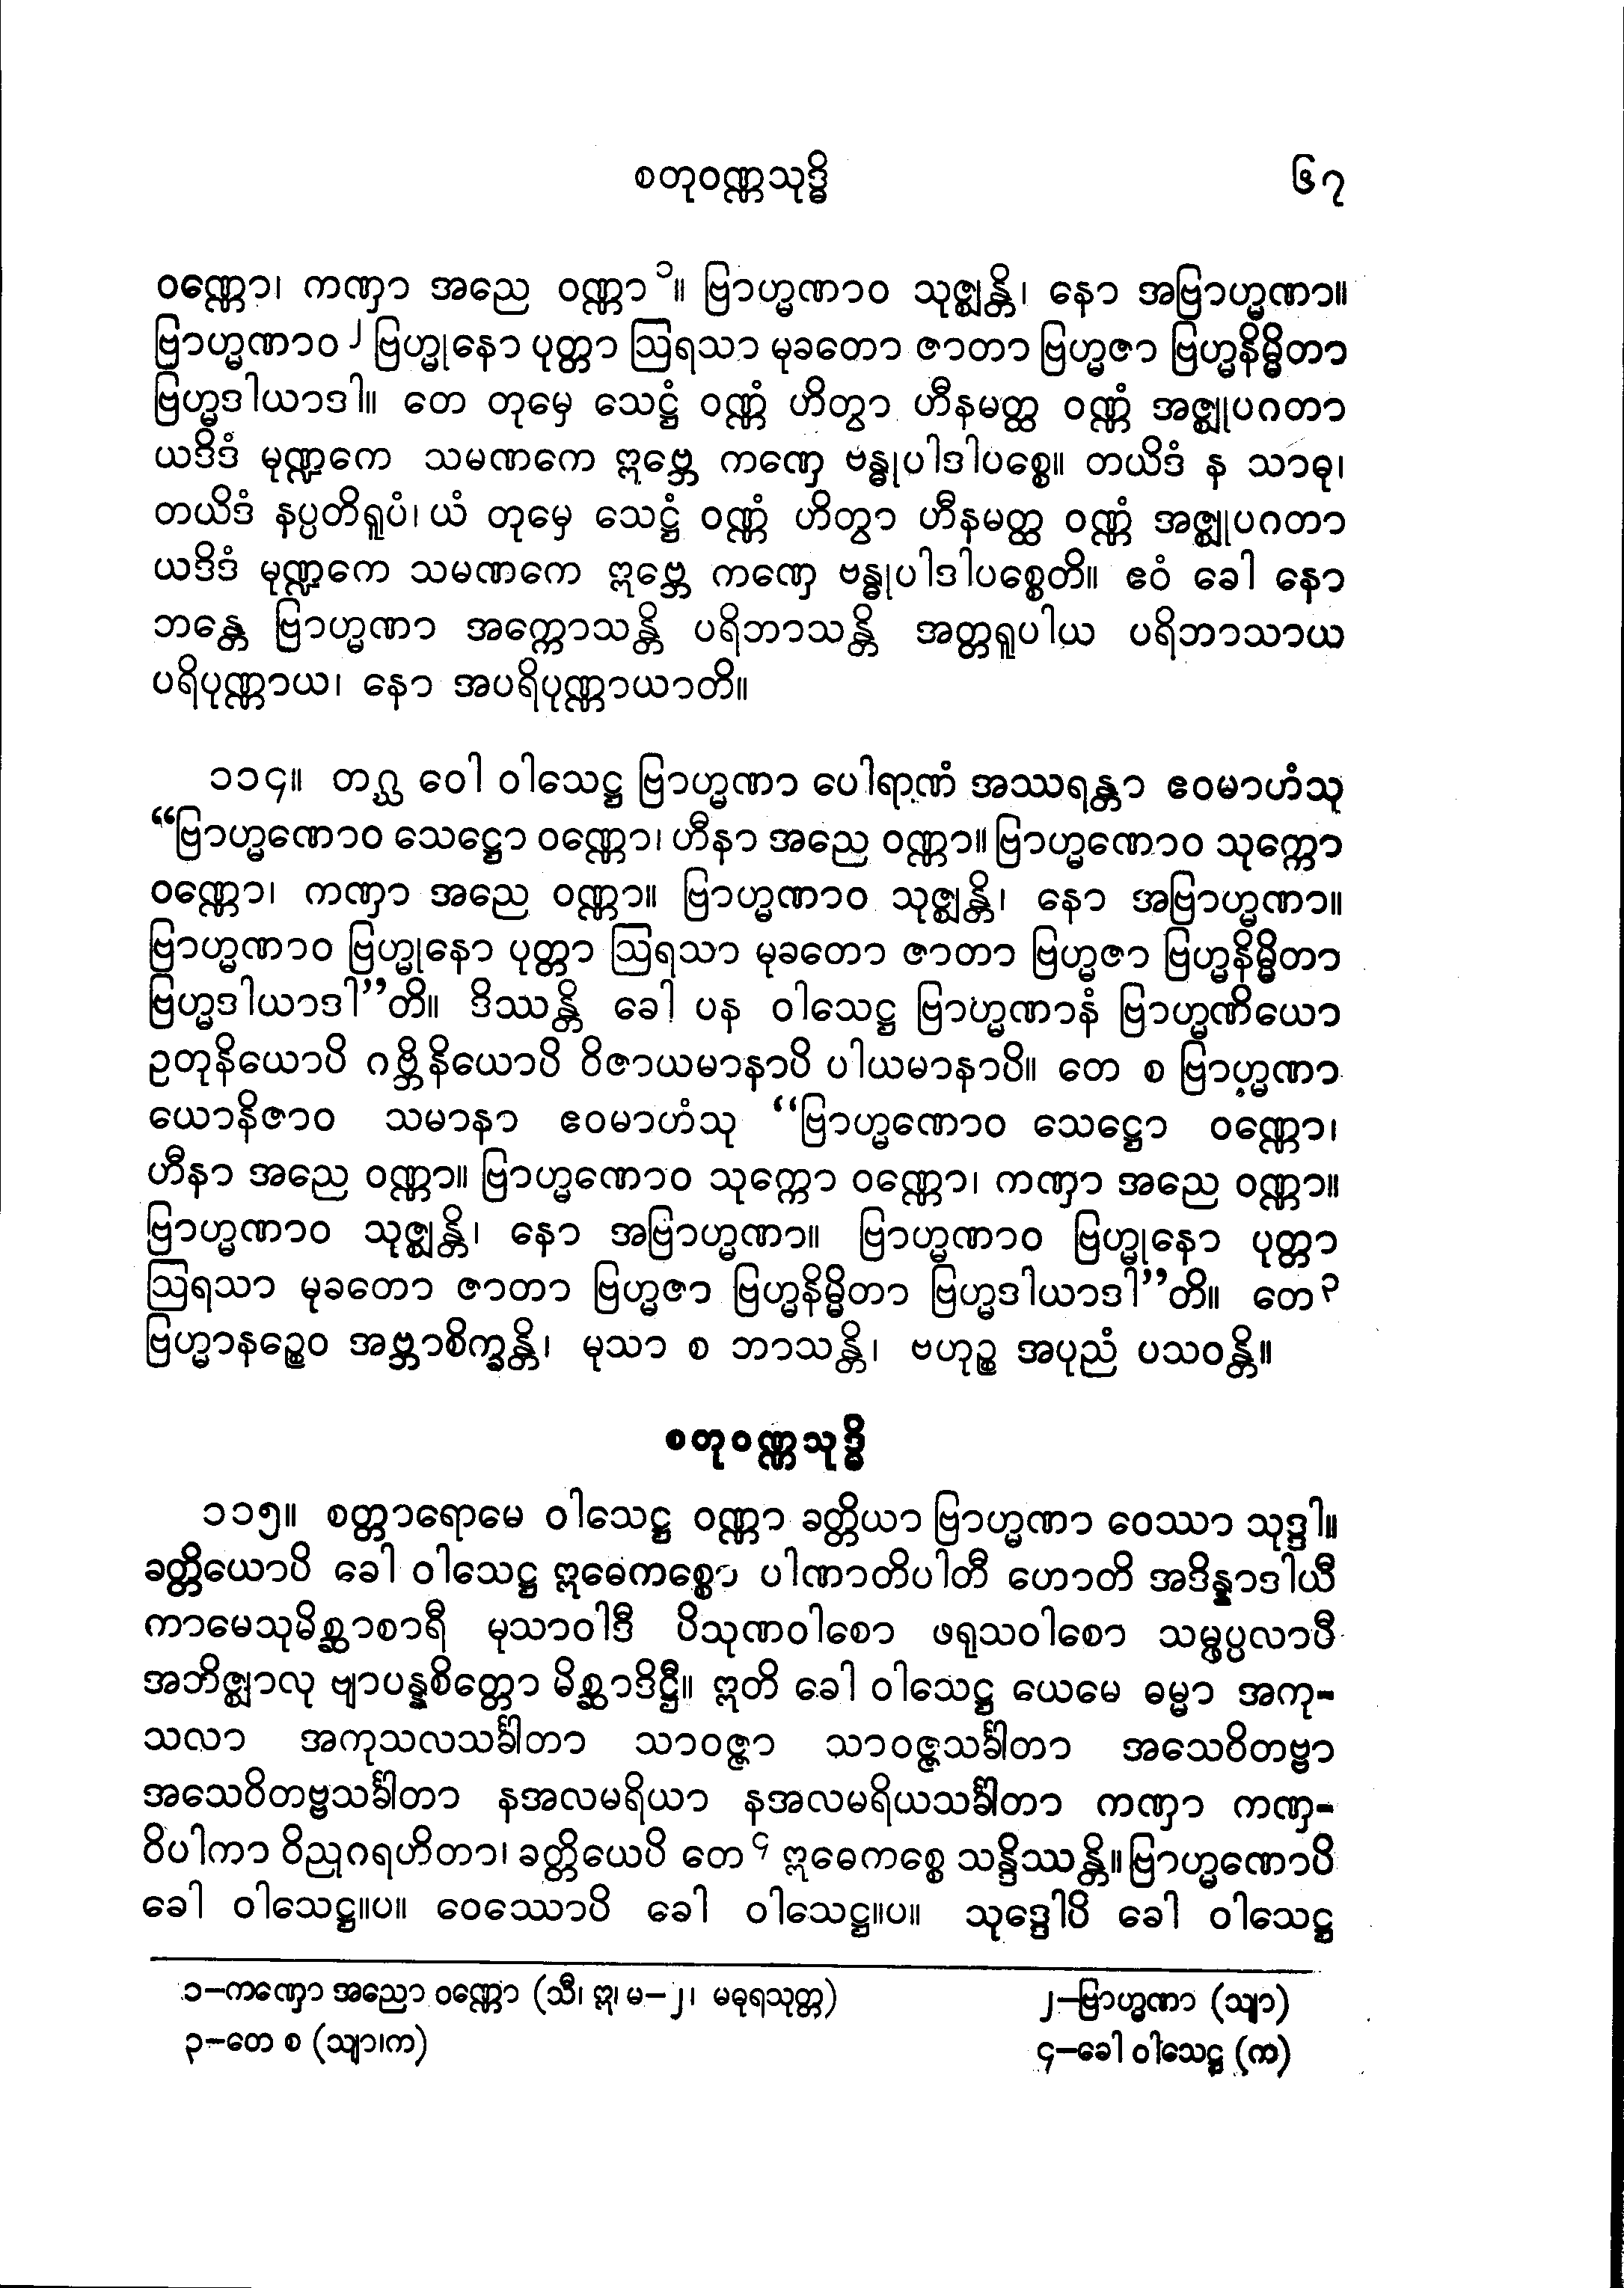 စတုဝဏ္ဏသုဒ္ဓိ ၆၇
ဝဏ္ဏော၊ ကဏှာ အညေ ဝဏ္ဏာ ၁။ ဗြာဟ္မဏာဝ သုဇ္ဈန္တိ၊ နော အဗြာဟ္မဏာ။
ဗြာဟ္မဏာဝ ၂ ဗြဟ္မုနော ပုတ္တာ ဩရသာ မုခတော ဇာတာ ဗြဟ္မဇာ ဗြဟ္မနိမ္မိတာ
ဗြဟ္မဒါယာဒါ။ တေ တုမှေ သေဋ္ဌံ ဝဏ္ဏံ ဟိတွာ ဟီနမတ္ထ ဝဏ္ဏံ အဇ္ဈုပဂတာ
ယဒိဒံ မုဏ္ဍကေ သမဏကေ ဣဗ္ဘေ ကဏှေ ဗန္ဓုပါဒါပစ္စေ။ တယိဒံ န သာဓု၊
တယိဒံ နပ္ပတိရူပံ၊ ယံ တုမှေ သေဋ္ဌံ ဝဏ္ဏံ ဟိတွာ ဟီနမတ္ထ ဝဏ္ဏံ အဇ္ဈုပဂတာ
ယဒိဒံ မုဏ္ဍကေ သမဏကေ ဣဗ္ဘေ ကဏှေ ဗန္ဓုပါဒါပစ္စေတိ။ ဧဝံ ခေါ နော
ဘန္တေ ဗြာဟ္မဏာ အက္ကောသန္တိ ပရိဘာသန္တိ အတ္တရူပါယ ပရိဘာသာယ
ပရိပုဏ္ဏာယ၊ နော အပရိပုဏ္ဏာယာတိ။
၁၁၄။ တဂ္ဃ ဝေါ ဝါသေဋ္ဌ ဗြာဟ္မဏာ ပေါရာဏံ အဿရန္တာ ဧဝမာဟံသု
“ဗြာဟ္မဏောဝ သေဋ္ဌော ဝဏ္ဏော၊ ဟီနာ အညေ ဝဏ္ဏာ။ ဗြာဟ္မဏောဝ သုက္ကော
ဝဏ္ဏော၊ ကဏှာ အညေ ဝဏ္ဏာ။ ဗြာဟ္မဏာဝ သုဇ္ဈန္တိ၊ နော အဗြာဟ္မဏာ။
ဗြာဟ္မဏာဝ ဗြဟ္မုနော ပုတ္တာ ဩရသာ မုခတော ဇာတာ ဗြဟ္မဇာ ဗြဟ္မနိမ္မိတာ
ဗြဟ္မဒါယာဒါ”တိ။ ဒိဿန္တိ ခေါ ပန ဝါသေဋ္ဌ ဗြာဟ္မဏာနံ ဗြာဟ္မဏိယော
ဥတုနိယောပိ ဂဗ္ဘိနိယောပိ ဝိဇာယမာနာပိ ပါယမာနာပိ။ တေ စ ဗြာဟ္မဏာ
ယောနိဇာဝ သမာနာ ဧဝမာဟံသု “ဗြာဟ္မဏောဝ သေဋ္ဌော ဝဏ္ဏော၊
ဟီနာ အညေ ဝဏ္ဏာ။ ဗြာဟ္မဏောဝ သုက္ကော ဝဏ္ဏော၊ ကဏှာ အညေ ဝဏ္ဏာ။
ဗြာဟ္မဏာဝ သုဇ္ဈန္တိ၊ နော အဗြာဟ္မဏာ။ ဗြာဟ္မဏာဝ ဗြဟ္မုနော ပုတ္တာ
ဩရသာ မုခတော ဇာတာ ဗြဟ္မဇာ ဗြဟ္မနိမ္မိတာ ဗြဟ္မဒါယာဒါ”တိ။ တေ ၃
ဗြဟ္မာနဉ္စေဝ အဗ္ဘာစိက္ခန္တိ၊ မုသာ စ ဘာသန္တိ၊ ဗဟုဉ္စ အပုညံ ပသဝန္တိ။
စတုဝဏ္ဏသုဒ္ဓိ
၁၁၅။ စတ္တာရောမေ ဝါသေဋ္ဌ ဝဏ္ဏာ ခတ္တိယာ ဗြာဟ္မဏာ ဝေဿာ သုဒ္ဒါ။
ခတ္တိယောပိ ခေါ ဝါသေဋ္ဌ ဣဓေကစ္စော ပါဏာတိပါတီ ဟောတိ အဒိန္နာဒါယီ
ကာမေသုမိစ္ဆာစာရီ မုသာဝါဒီ ပိသုဏဝါစော ဖရုသဝါစော သမ္ဖပ္ပလာပီ
အဘိဇ္ဈာလု ဗျာပန္နစိတ္တော မိစ္ဆာဒိဋ္ဌီ။ ဣတိ ခေါ ဝါသေဋ္ဌ ယေမေ ဓမ္မာ အကု-
သလာ အကုသလသင်္ခါတာ သာဝဇ္ဇာ သာဝဇ္ဇသင်္ခါတာ အသေဝိတဗ္ဗာ
အသေဝိတဗ္ဗသင်္ခါတာ နအလမရိယာ နအလမရိယသင်္ခါတာ ကဏှာ ကဏှ-
ဝိပါကာ ဝိညုဂရဟိတာ၊ ခတ္တိယေပိ တေ ၄ ဣဓေကစ္စေ သန္ဒိဿန္တိ။ ဗြာဟ္မဏောပိ
ခေါ ဝါသေဋ္ဌ။ပ။ ဝေဿောပိ ခေါ ဝါသေဋ္ဌ။ပ။ သုဒ္ဒေါပိ ခေါ ဝါသေဋ္ဌ
၁-ကဏှော အညော ဝဏ္ဏော (သီ၊ ဣ၊ မ-၂၊ မဓုရသုတ္တ) ၂-ဗြာဟ္မဏာ (သျာ)
၃-တေ စ (သျာ၊က) ၄-ခေါ ဝါသေဋ္ဌ (က)